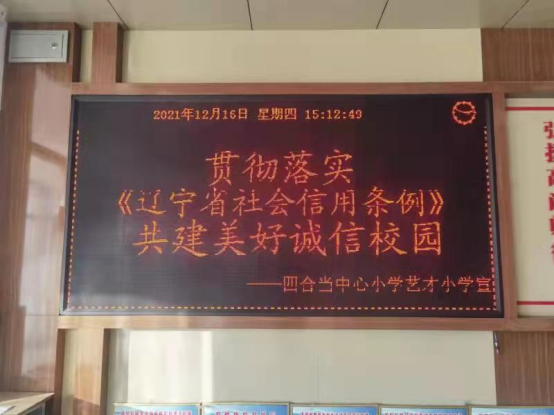 2021年12月16日 星期四 15:12:49
贯彻落实
《辽宁省社会信用条例》
共建美好诚信校园
——四合当中心小学艺才小学宣